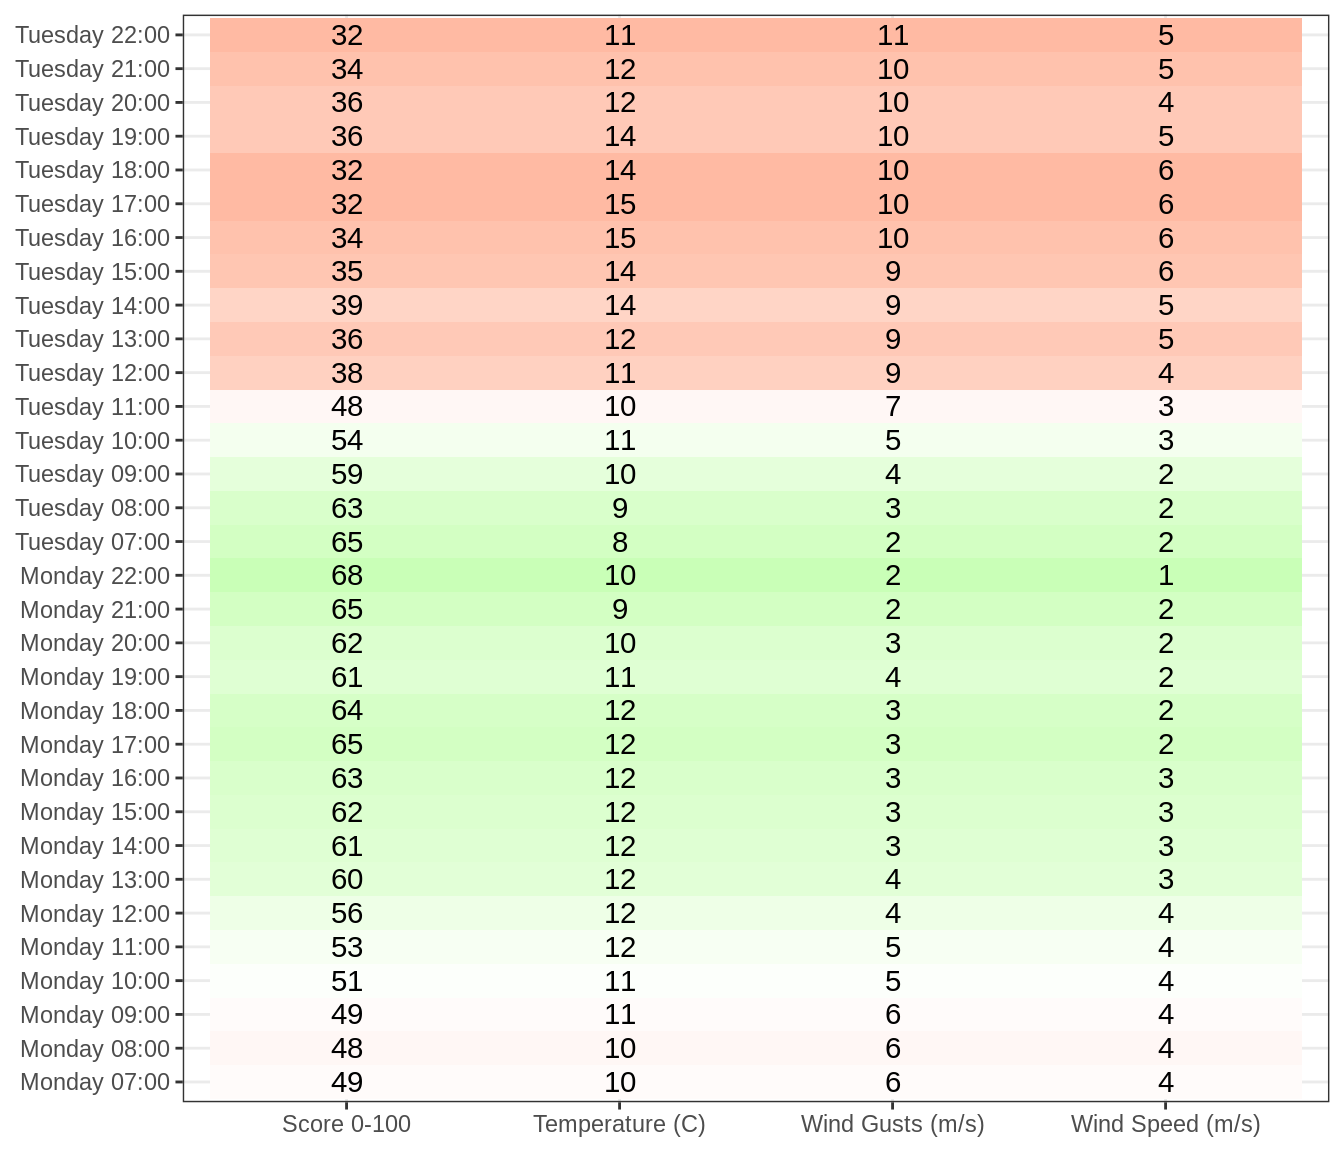 Tuesday 22:00 32 11 11 5
Tuesday 21:00 34 12 10 5
Tuesday 20:00 36 12 10 4
Tuesday 19:00 36 14 10 5
Tuesday 18:00 32 14 10 6
Tuesday 17:00 32 15 10 6
Tuesday 16:00 34 15 10 6
Tuesday 15:00 35 14 9 6
Tuesday 14:00 39 14 9 5
Tuesday 13:00 36 12 9 5
Tuesday 12:00 38 11 9 4
Tuesday 11:00 48 10 7 3
Tuesday 10:00 54 11 5 3
Tuesday 09:00 59 10 4 2
Tuesday 08:00 63 9 3 2
Tuesday 07:00 65 8 2 2
Monday 22:00 68 10 2 1
Monday 21:00 65 9 2 2
Monday 20:00 62 10 3 2
Monday 19:00 61 11 4 2
Monday 18:00 64 12 3 2
Monday 17:00 65 12 3 2
Monday 16:00 63 12 3 3
Monday 15:00 62 12 3 3
Monday 14:00 61 12 3 3
Monday 13:00 60 12 4 3
Monday 12:00 56 12 4 4
Monday 11:00 53 12 5 4
Monday 10:00 51 11 5 4
Monday 09:00 49 11 6 4
Monday 08:00 48 10 6 4
Monday 07:00 49 10 6 4
Score 0-100 Temperature (C) Wind Gusts (m/s) Wind Speed (m/s)